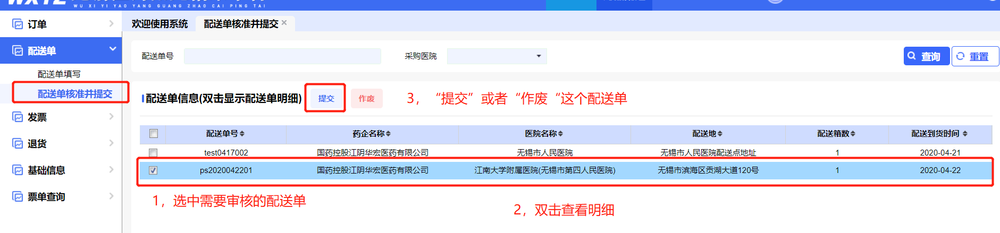 WU XI YI YAO YANG GUANG ZHAO CAI PING TAI
订单
配送单
配送单填写
配送单核准并提交
发票
退货
基础信息
票单查询
欢迎使用系统 配送单核准并提交
配送单号 采购医院 查询 重置
配送单信息(双击显示配送单明细) 提交 作废 3，“提交”或者“作废“这个配送单
配送单号 药企名称 医院名称 配送地 配送箱数 配送到货时间
test0417002 国药控股江阴华宏医药有限公司 无锡市人民医院 无锡市人民医院配送点地址 1 2020-04-21
ps2020042201 国药控股江阴华宏医药有限公司 江南大学附属医院(无锡市第四人民医院) 无锡市滨海区贡湖大道120号 1 2020-04-22
1，选中需要审核的配送单
2，双击查看明细